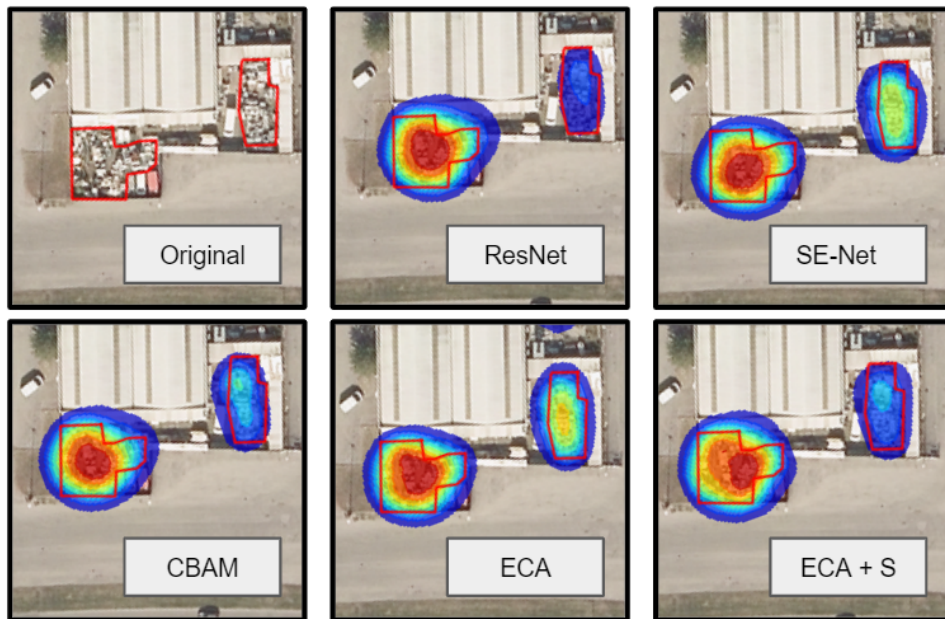 Original
ResNet
SE-Net
CBAM
ECA
ECA + S